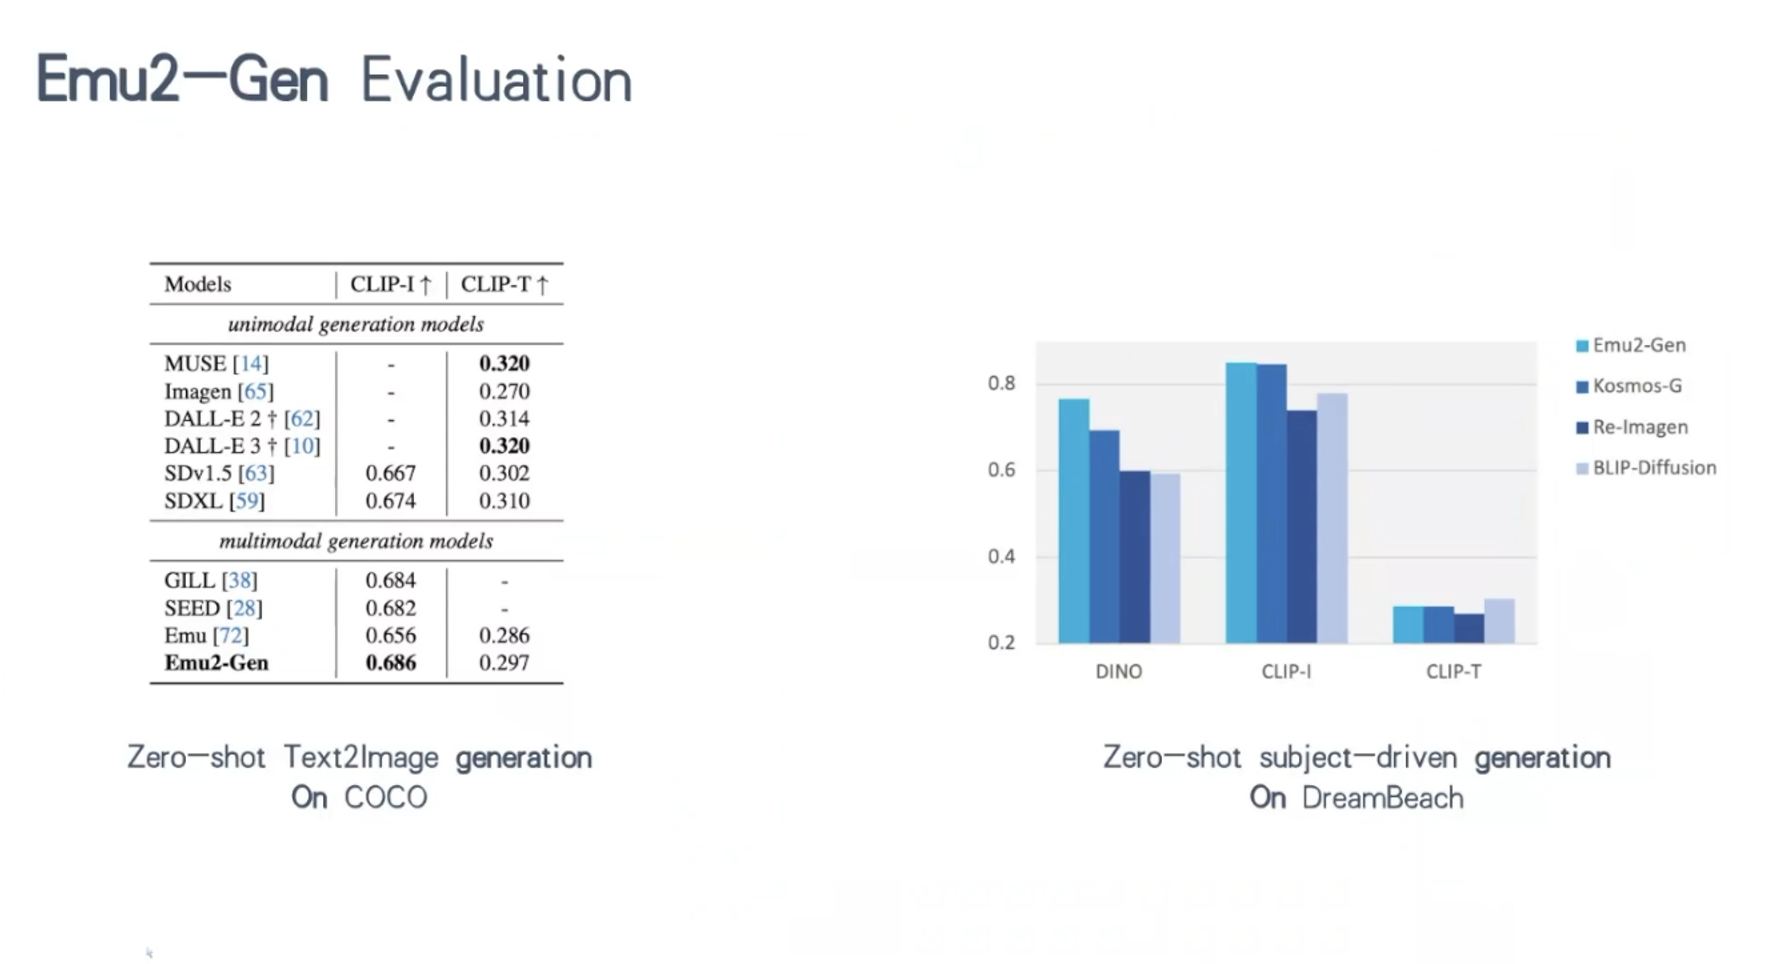 Emu2—Gen Evaluation
Models CLIP-I ↑ CLIP-T ↑
unimodal generation models
MUSE [14] - 0.320
Imagen [65] - 0.270
DALL-E 2 † [62] - 0.314
DALL-E 3 † [10] - 0.320
SDv1.5 [63] 0.667 0.302
SDXL [59] 0.674 0.310
multimodal generation models
GILL [38] 0.684 -
SEED [28] 0.682 -
Emu [72] 0.656 0.286
Emu2-Gen 0.686 0.297
Zero—shot Text2Image generation
On COCO
0.8
0.6
0.4
0.2
DINO CLIP-I CLIP-T
Emu2-Gen
Kosmos-G
Re-Imagen
BLIP-Diffusion
Zero—shot subject—driven generation
On DreamBeach